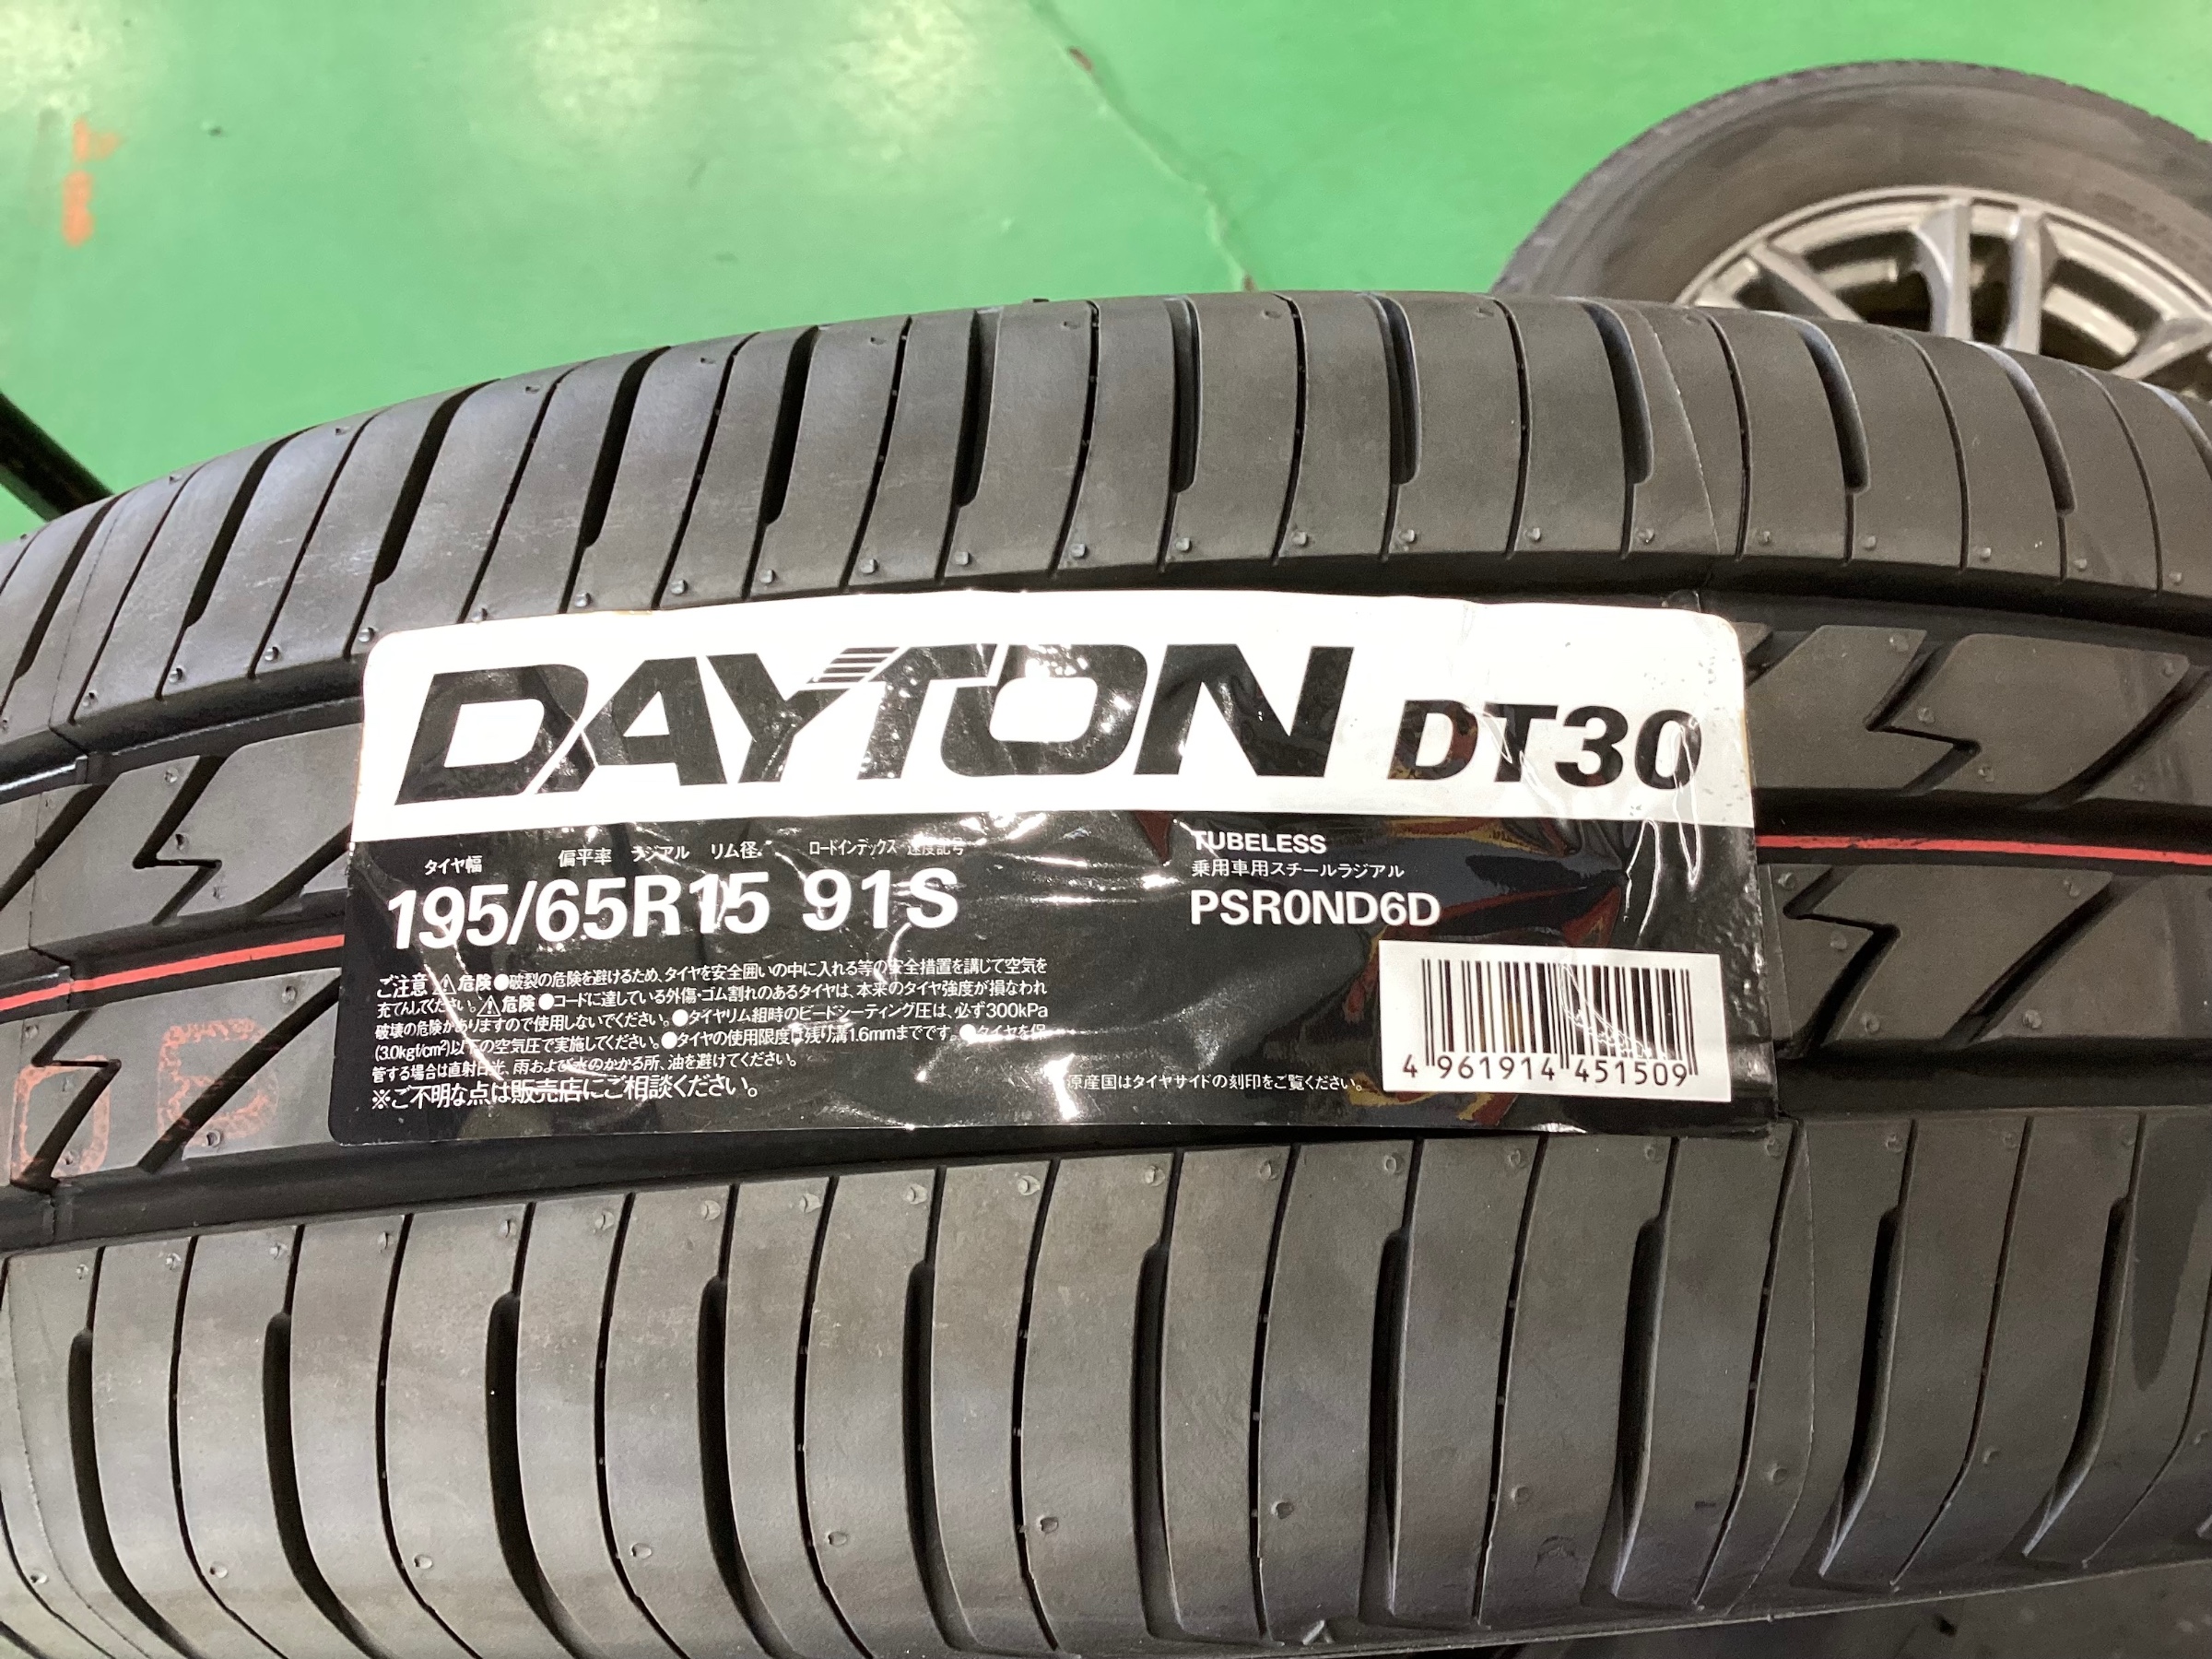 DAYTON DT30
タイヤ幅 偏平率 ラジアル リム径 ロードインデックス 速度記号
195/65R15 91S
TUBELESS
乗用車用スチールラジアル
PSR0ND6D
ご注意 ⚠危険 ●破裂の危険を避けるため、タイヤを安全囲いの中に入れる等の安全措置を講じて空気を
充てんしてください。⚠危険 ●コードに達している外傷・ゴム割れのあるタイヤは、本来のタイヤ強度が損なわれ
破壊の危険がありますので使用しないでください。●タイヤリム組時のビードシーティング圧は、必ず300kPa
(3.0kgf/cm²)以下の空気圧で実施してください。●タイヤの使用限度は残り溝1.6mmまでです。●タイヤを保
管する場合は直射日光、雨および水のかかる所、油を避けてください。
※ご不明な点は販売店にご相談ください。
原産国はタイヤサイドの刻印をご覧ください。
4 961914 451509